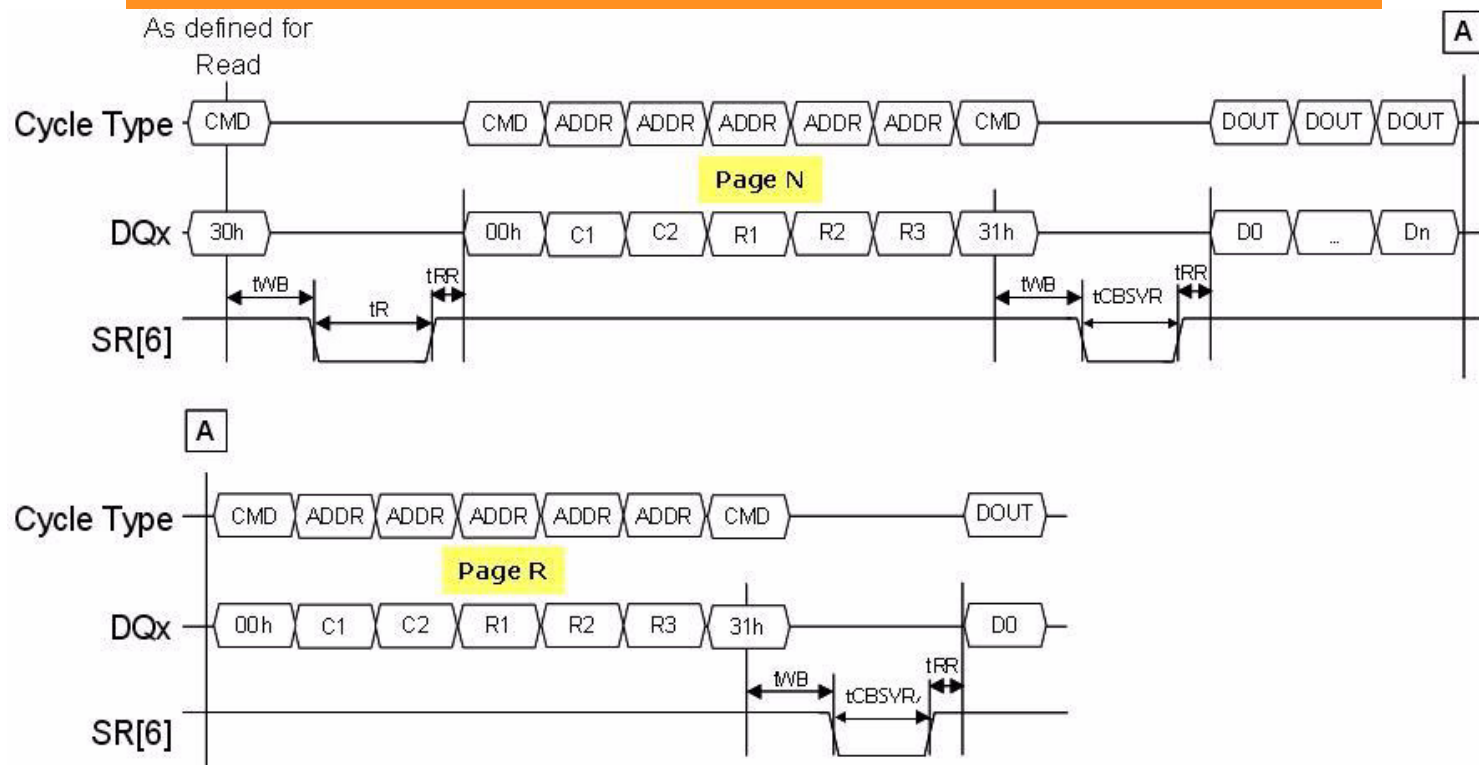 As defined for
Read
A
Cycle Type CMD CMD ADDR ADDR ADDR ADDR ADDR CMD DOUT DOUT DOUT
Page N
DQx 30h 00h C1 C2 R1 R2 R3 31h D0 ... Dn
tWB tR tRR tWB tCBSYR tRR
SR[6]
A
Cycle Type CMD ADDR ADDR ADDR ADDR ADDR CMD DOUT
Page R
DQx 00h C1 C2 R1 R2 R3 31h D0
tWB tCBSYR tRR
SR[6]